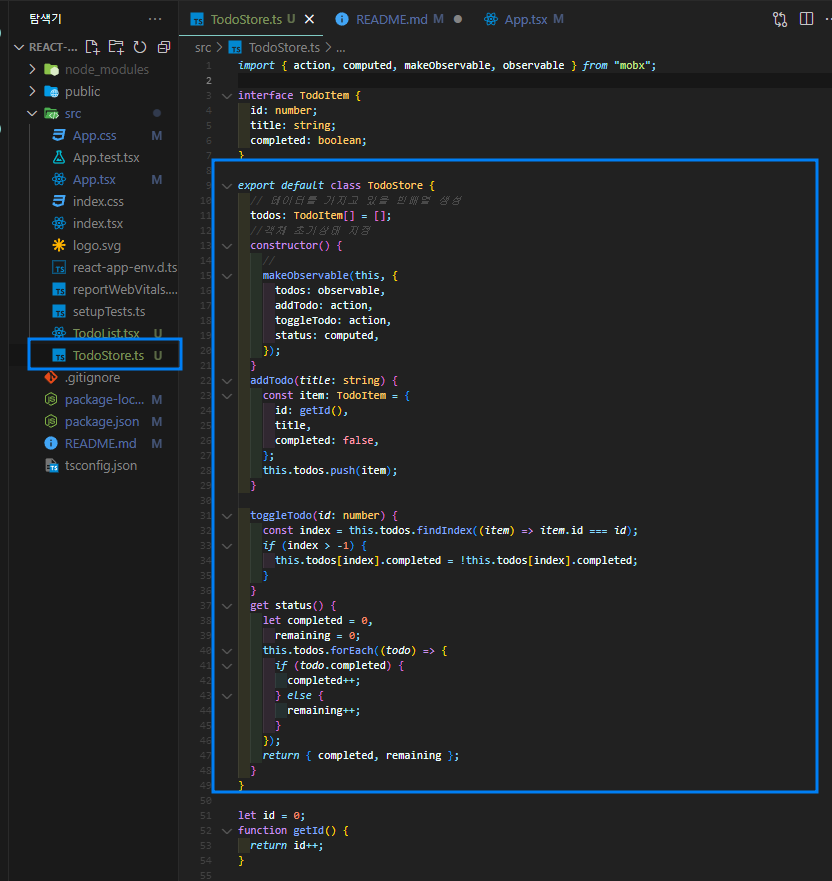 탐색기 ···
REACT-...
node_modules
public
src
App.css M
App.test.tsx
App.tsx M
index.css
index.tsx
logo.svg
react-app-env.d.ts
reportWebVitals....
setupTests.ts
TodoList.tsx U
TodoStore.ts U
.gitignore
package-loc... M
package.json M
README.md M
tsconfig.json
TodoStore.ts U README.md M App.tsx M
src > TodoStore.ts > ...
1 import { action, computed, makeObservable, observable } from "mobx";
2
3 interface TodoItem {
4 id: number;
5 title: string;
6 completed: boolean;
7 }
8
9 export default class TodoStore {
10 // 데이터를 가지고 있을 빈배열 생성
11 todos: TodoItem[] = [];
12 //객체 초기상태 지정
13 constructor() {
14 //
15 makeObservable(this, {
16 todos: observable,
17 addTodo: action,
18 toggleTodo: action,
19 status: computed,
20 });
21 }
22 addTodo(title: string) {
23 const item: TodoItem = {
24 id: getId(),
25 title,
26 completed: false,
27 };
28 this.todos.push(item);
29 }
30
31 toggleTodo(id: number) {
32 const index = this.todos.findIndex((item) => item.id === id);
33 if (index > -1) {
34 this.todos[index].completed = !this.todos[index].completed;
35 }
36 }
37 get status() {
38 let completed = 0,
39 remaining = 0;
40 this.todos.forEach((todo) => {
41 if (todo.completed) {
42 completed++;
43 } else {
44 remaining++;
45 }
46 });
47 return { completed, remaining };
48 }
49 }
50
51 let id = 0;
52 function getId() {
53 return id++;
54 }
55